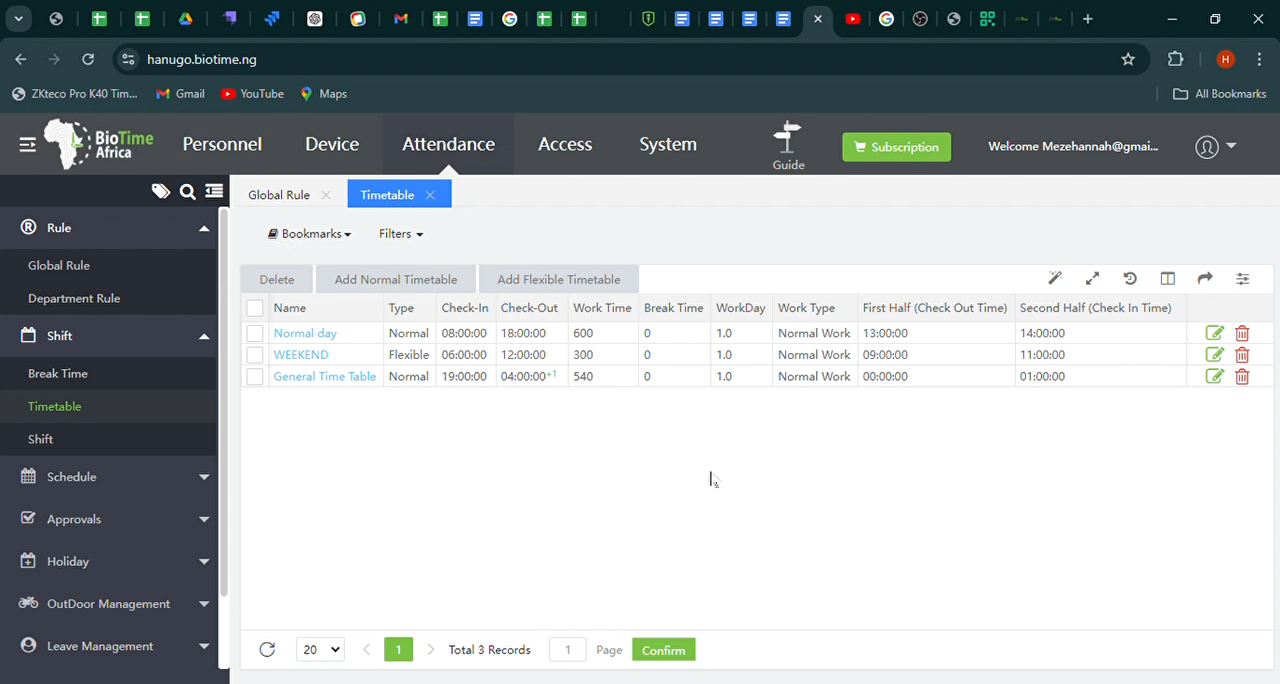 hanugo.biotime.ng
H
ZKteco Pro K40 Tim...
Gmail
YouTube
Maps
All Bookmarks
BioTime Africa
Personnel
Device
Attendance
Access
System
Guide
Subscription
Welcome Mezehannah@gmai...
Global Rule
Timetable
Rule
Global Rule
Department Rule
Shift
Break Time
Timetable
Shift
Schedule
Approvals
Holiday
OutDoor Management
Leave Management
Bookmarks
Filters
Delete
Add Normal Timetable
Add Flexible Timetable
Name Type Check-In Check-Out Work Time Break Time WorkDay Work Type First Half (Check Out Time) Second Half (Check In Time)
Normal day Normal 08:00:00 18:00:00 600 0 1.0 Normal Work 13:00:00 14:00:00
WEEKEND Flexible 06:00:00 12:00:00 300 0 1.0 Normal Work 09:00:00 11:00:00
General Time Table Normal 19:00:00 04:00:00+1 540 0 1.0 Normal Work 00:00:00 01:00:00
20 1 Total 3 Records 1 Page Confirm